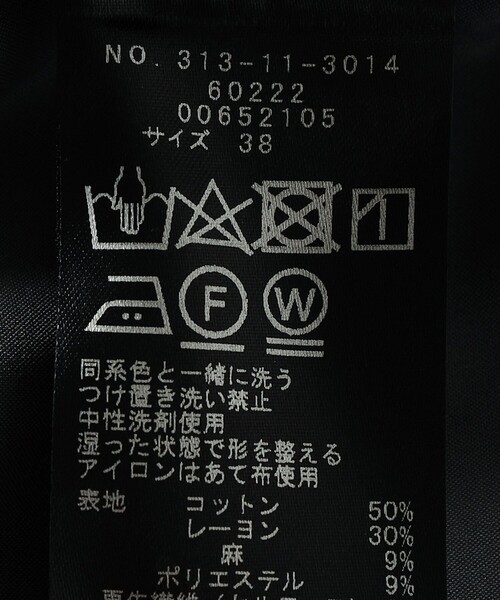 NO. 313-11-3014
60222
00652105
サイズ 38
F W
同系色と一緒に洗う
つけ置き洗い禁止
中性洗剤使用
湿った状態で形を整える
アイロンはあて布使用
表地 コットン 50%
レーヨン 30%
麻 9%
ポリエステル 9%